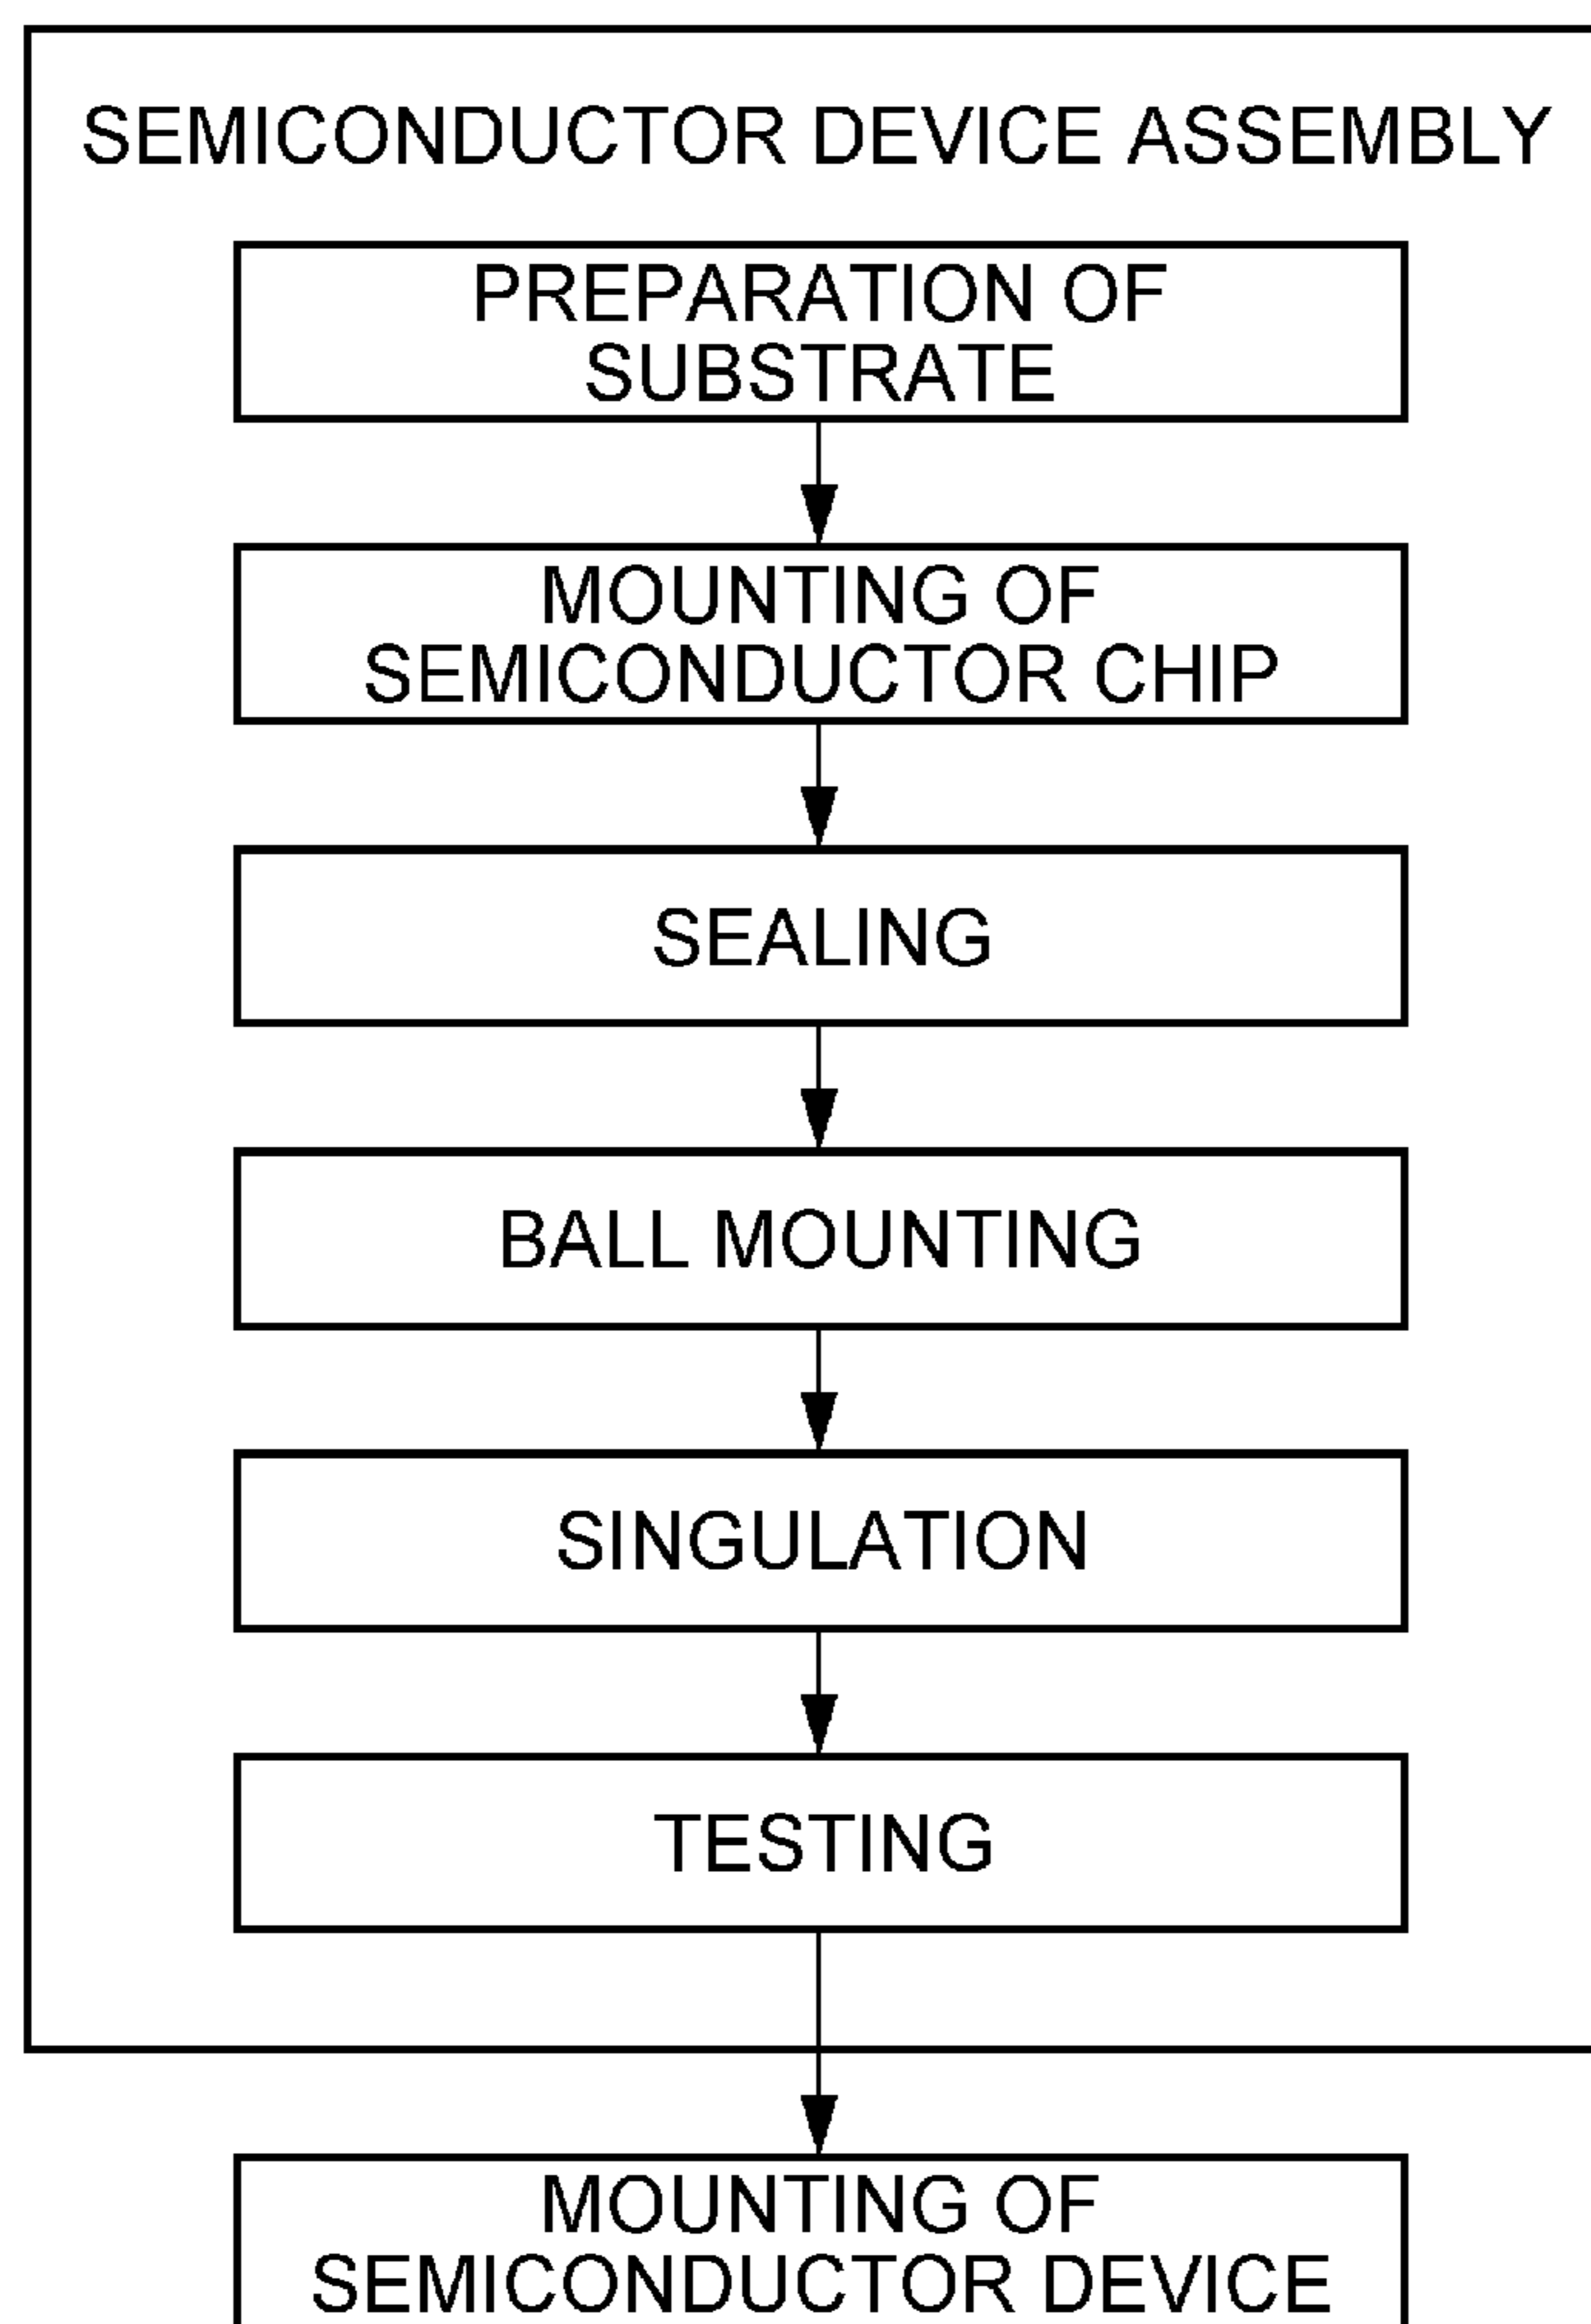 SEMICONDUCTOR DEVICE ASSEMBLY
PREPARATION OF
SUBSTRATE
MOUNTING OF
SEMICONDUCTOR CHIP
SEALING
BALL MOUNTING
SINGULATION
TESTING
MOUNTING OF
SEMICONDUCTOR DEVICE